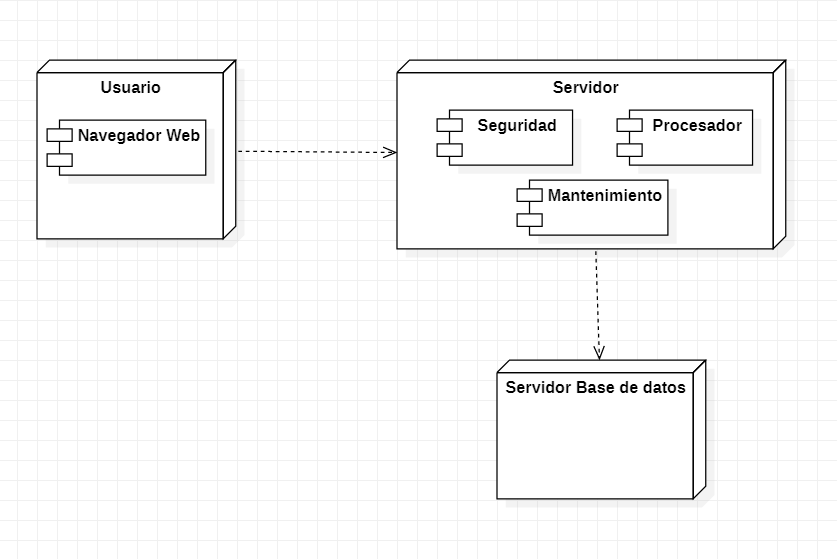 Usuario
Navegador Web
Servidor
Seguridad
Procesador
Mantenimiento
Servidor Base de datos